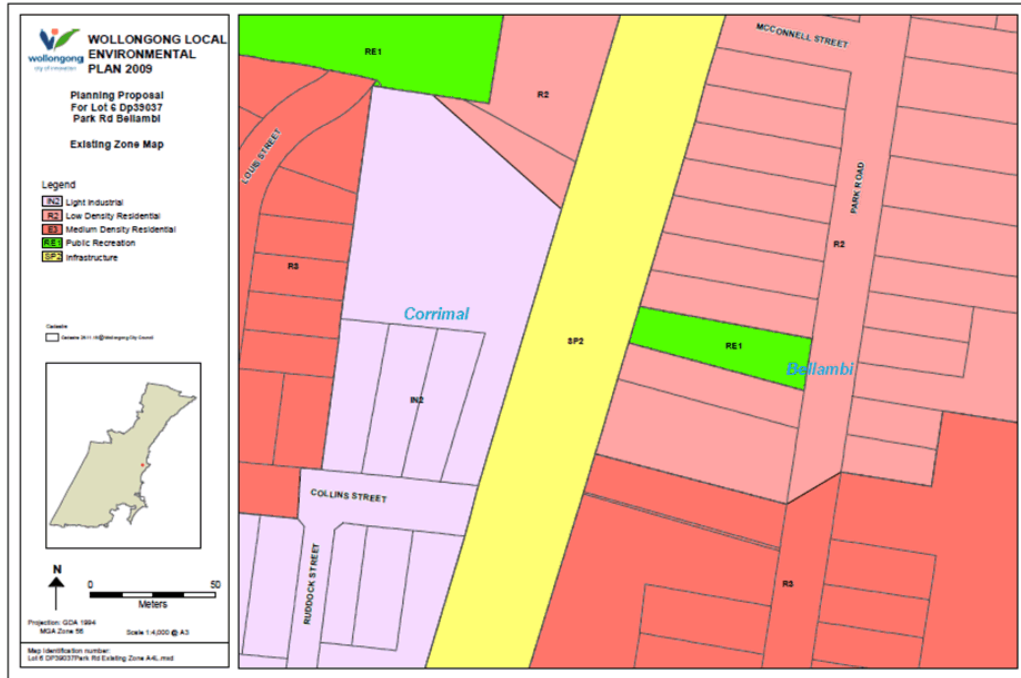 WOLLONGONG LOCAL
ENVIRONMENTAL
PLAN 2009
wollongong
city of innovation
Planning Proposal
For Lot 6 Dp39037
Park Rd Bellambi
Existing Zone Map
Legend
IN2 Light Industrial
R2 Low Density Residential
R3 Medium Density Residential
RE1 Public Recreation
SP2 Infrastructure
Cadastre
N
0 50
Meters
Projection: GDA 1994
MGA Zone 56 Scale 1:4,000 @ A3
Map Identification number:
Lot 6 DP39037Park Rd Existing Zone A4L.mxd
RE1
R2
MCCONNELL STREET
LOUIS STREET
PARK ROAD
R2
R3
Corrimal
SP2
RE1
Bellambi
IN2
COLLINS STREET
RUDDOCK STREET
R3